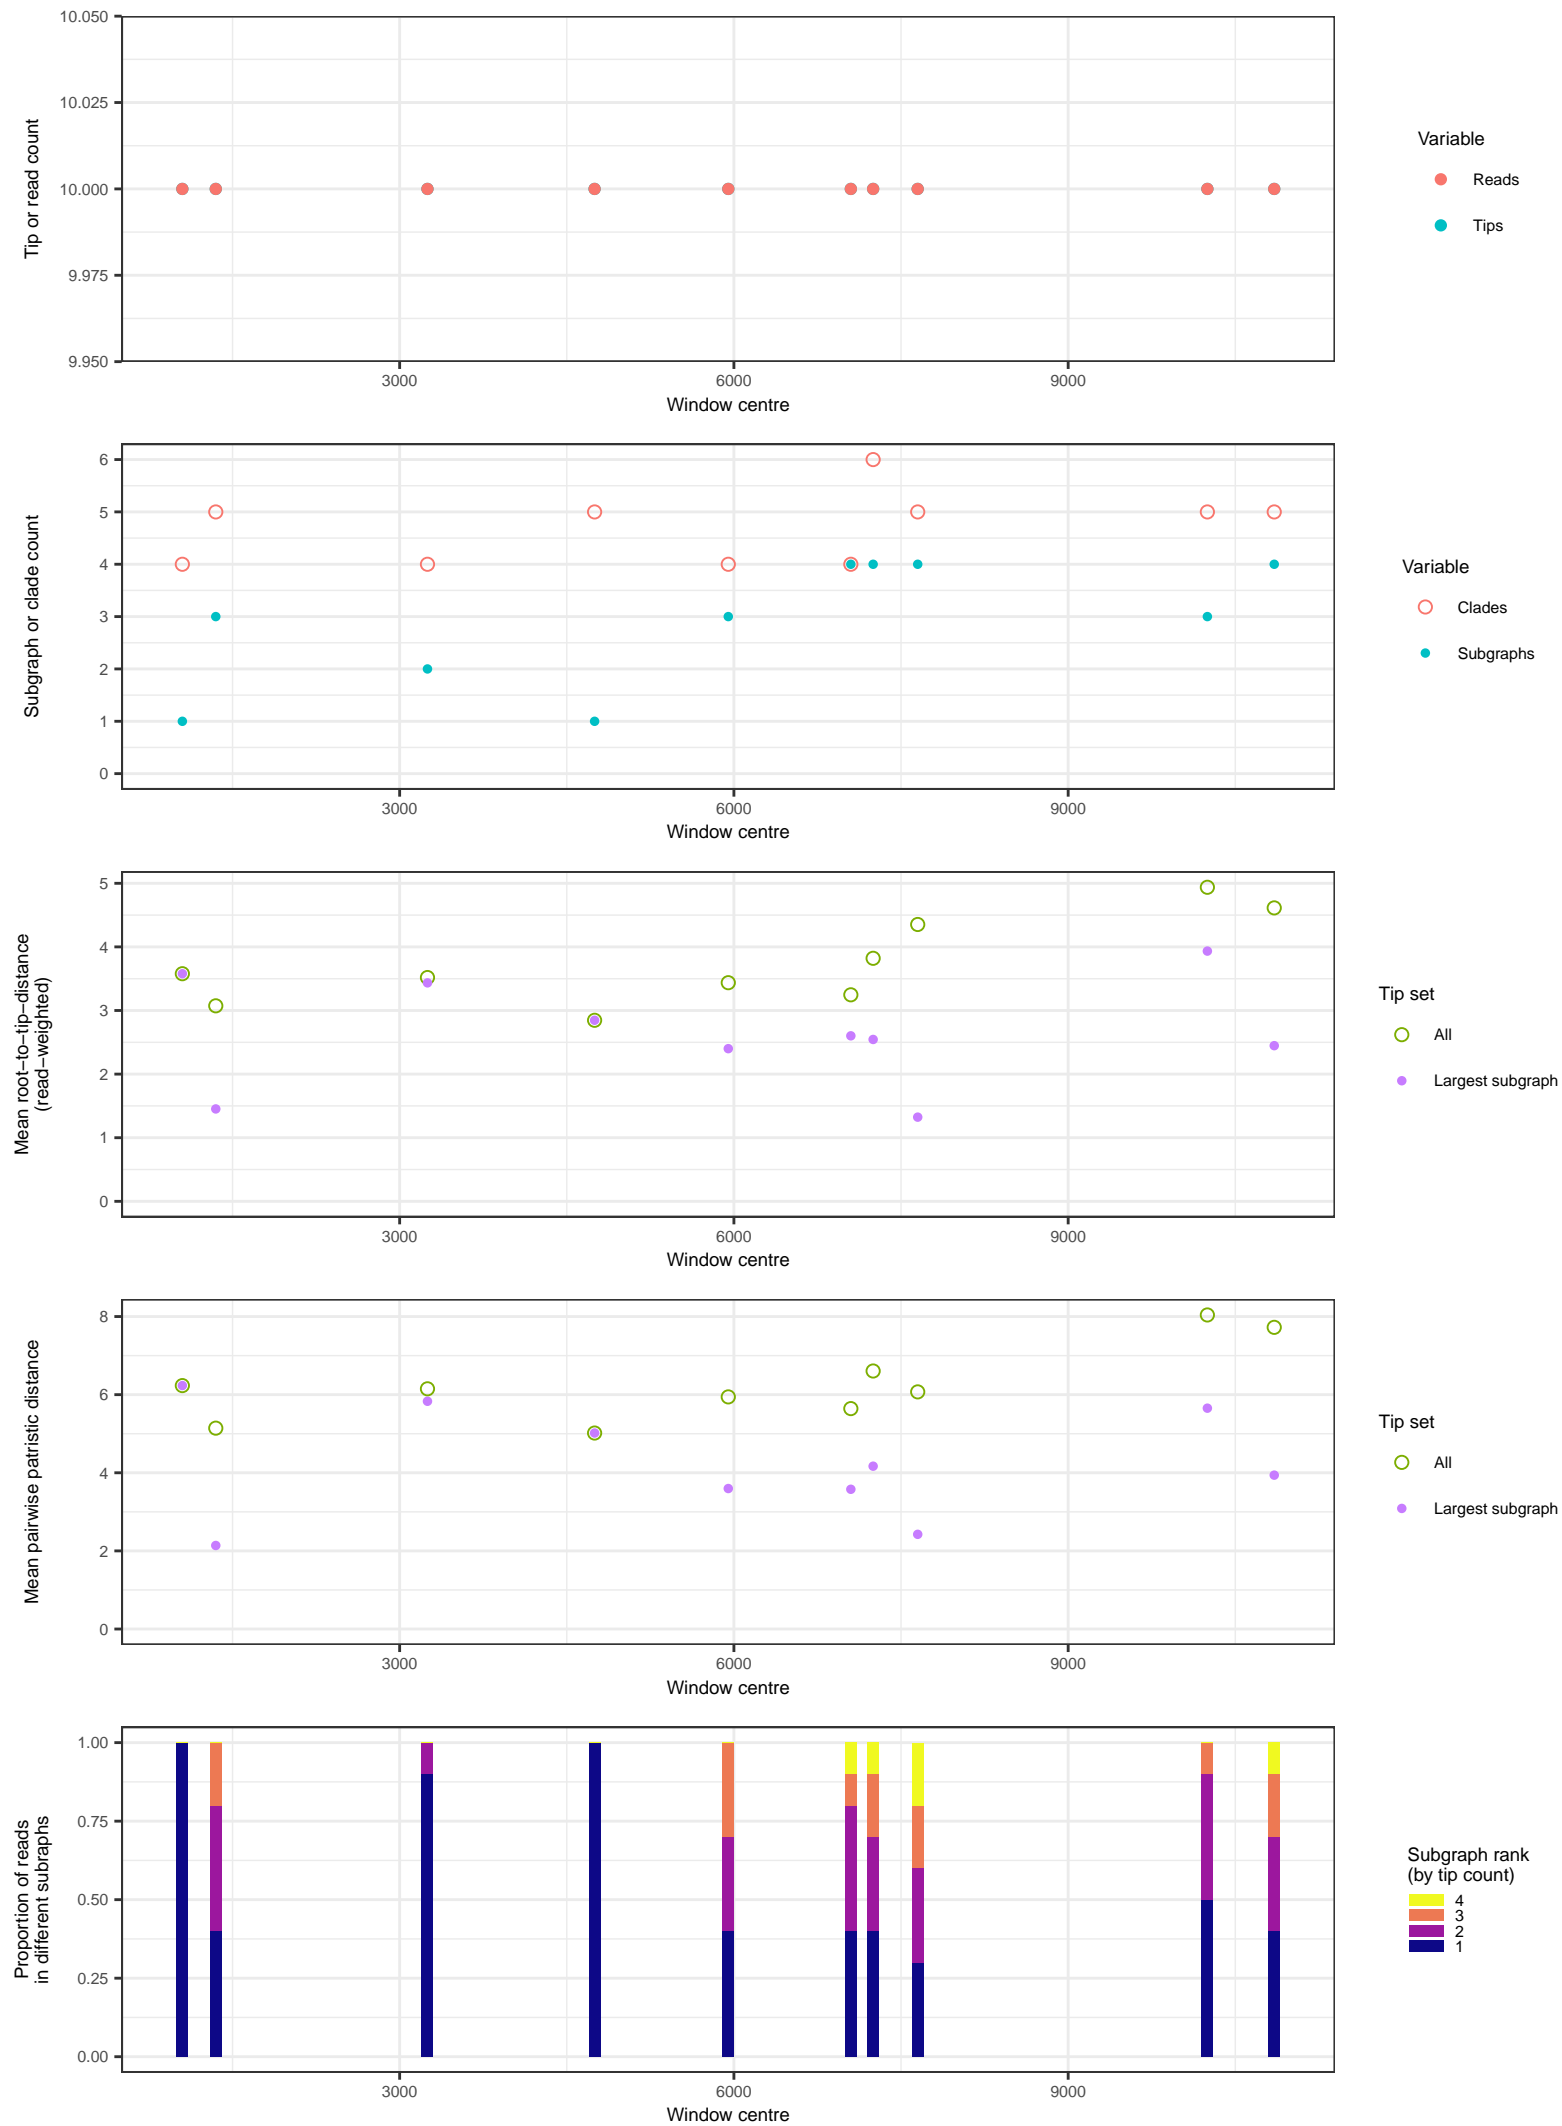 10.050
10.025
10.000
9.975
9.950
Tip or read count
3000 6000 9000
Window centre
Variable
Reads
Tips
6
5
4
3
2
1
0
Subgraph or clade count
3000 6000 9000
Window centre
Variable
Clades
Subgraphs
5
4
3
2
1
0
Mean root−to−tip−distance
(read−weighted)
3000 6000 9000
Window centre
Tip set
All
Largest subgraph
8
6
4
2
0
Mean pairwise patristic distance
3000 6000 9000
Window centre
Tip set
All
Largest subgraph
1.00
0.75
0.50
0.25
0.00
Proportion of reads
in different subraphs
3000 6000 9000
Window centre
Subgraph rank
(by tip count)
4
3
2
1